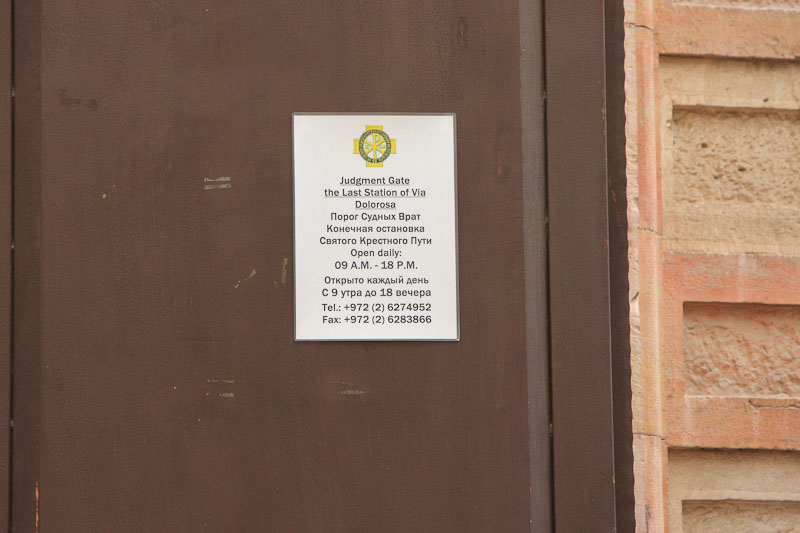 Judgment Gate
the Last Station of Via
Dolorosa
Порог Судных Врат
Конечная остановка
Святого Крестного Пути
Open daily:
09 A.M. - 18 P.M.
Открыто каждый день
С 9 утра до 18 вечера
Tel.: +972 (2) 6274952
Fax: +972 (2) 6283866